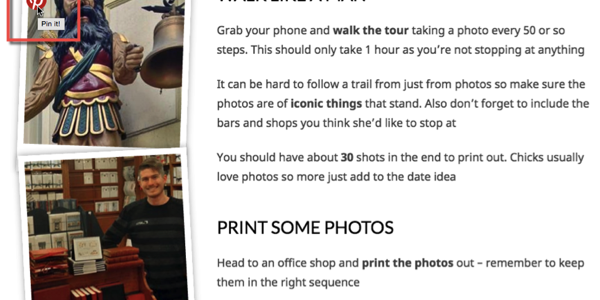 WALK LIKE A MAN
Pin it!
Grab your phone and walk the tour taking a photo every 50 or so
steps. This should only take 1 hour as you’re not stopping at anything
It can be hard to follow a trail from just from photos so make sure the
photos are of iconic things that stand. Also don’t forget to include the
bars and shops you think she’d like to stop at
You should have about 30 shots in the end to print out. Chicks usually
love photos so more just add to the date idea
PRINT SOME PHOTOS
Head to an office shop and print the photos out – remember to keep
them in the right sequence